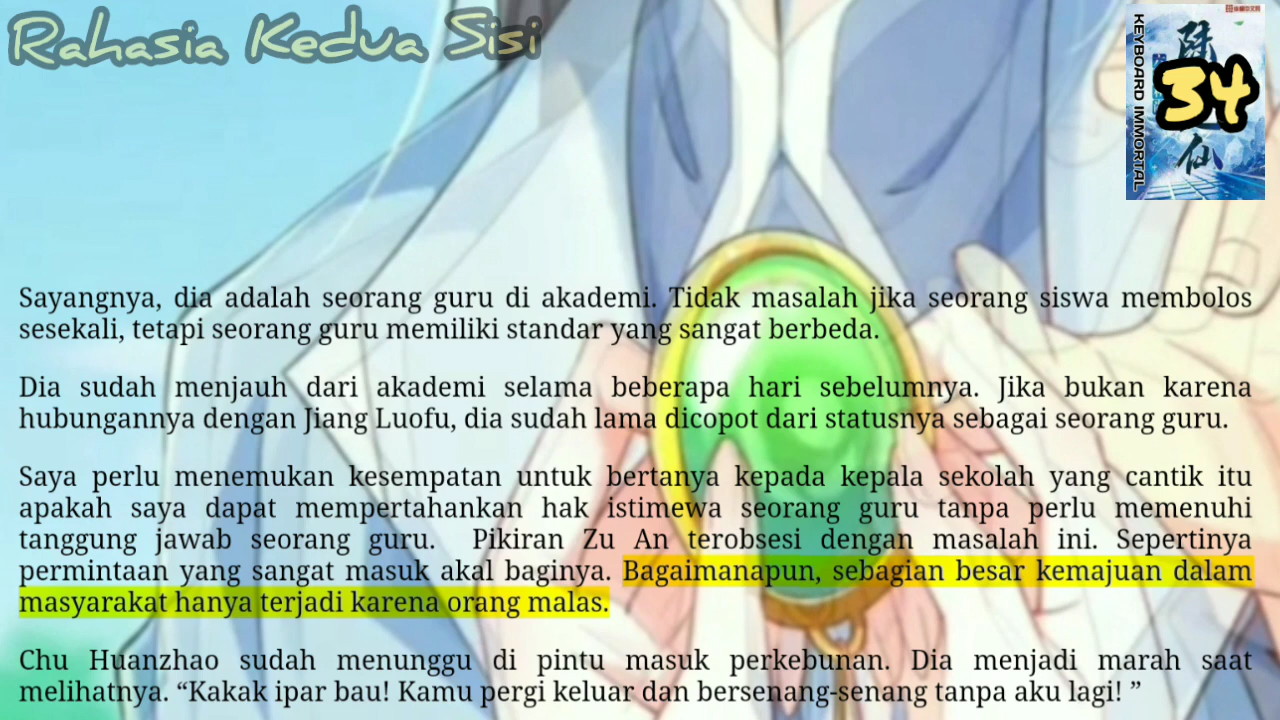 Rahasia Kedua Sisi
KEYBOARD IMMORTAL
34
仙
Sayangnya, dia adalah seorang guru di akademi. Tidak masalah jika seorang siswa membolos
sesekali, tetapi seorang guru memiliki standar yang sangat berbeda.
Dia sudah menjauh dari akademi selama beberapa hari sebelumnya. Jika bukan karena
hubungannya dengan Jiang Luofu, dia sudah lama dicopot dari statusnya sebagai seorang guru.
Saya perlu menemukan kesempatan untuk bertanya kepada kepala sekolah yang cantik itu
apakah saya dapat mempertahankan hak istimewa seorang guru tanpa perlu memenuhi
tanggung jawab seorang guru. Pikiran Zu An terobsesi dengan masalah ini. Sepertinya
permintaan yang sangat masuk akal baginya. Bagaimanapun, sebagian besar kemajuan dalam
masyarakat hanya terjadi karena orang malas.
Chu Huanzhao sudah menunggu di pintu masuk perkebunan. Dia menjadi marah saat
melihatnya. “Kakak ipar bau! Kamu pergi keluar dan bersenang-senang tanpa aku lagi! ”